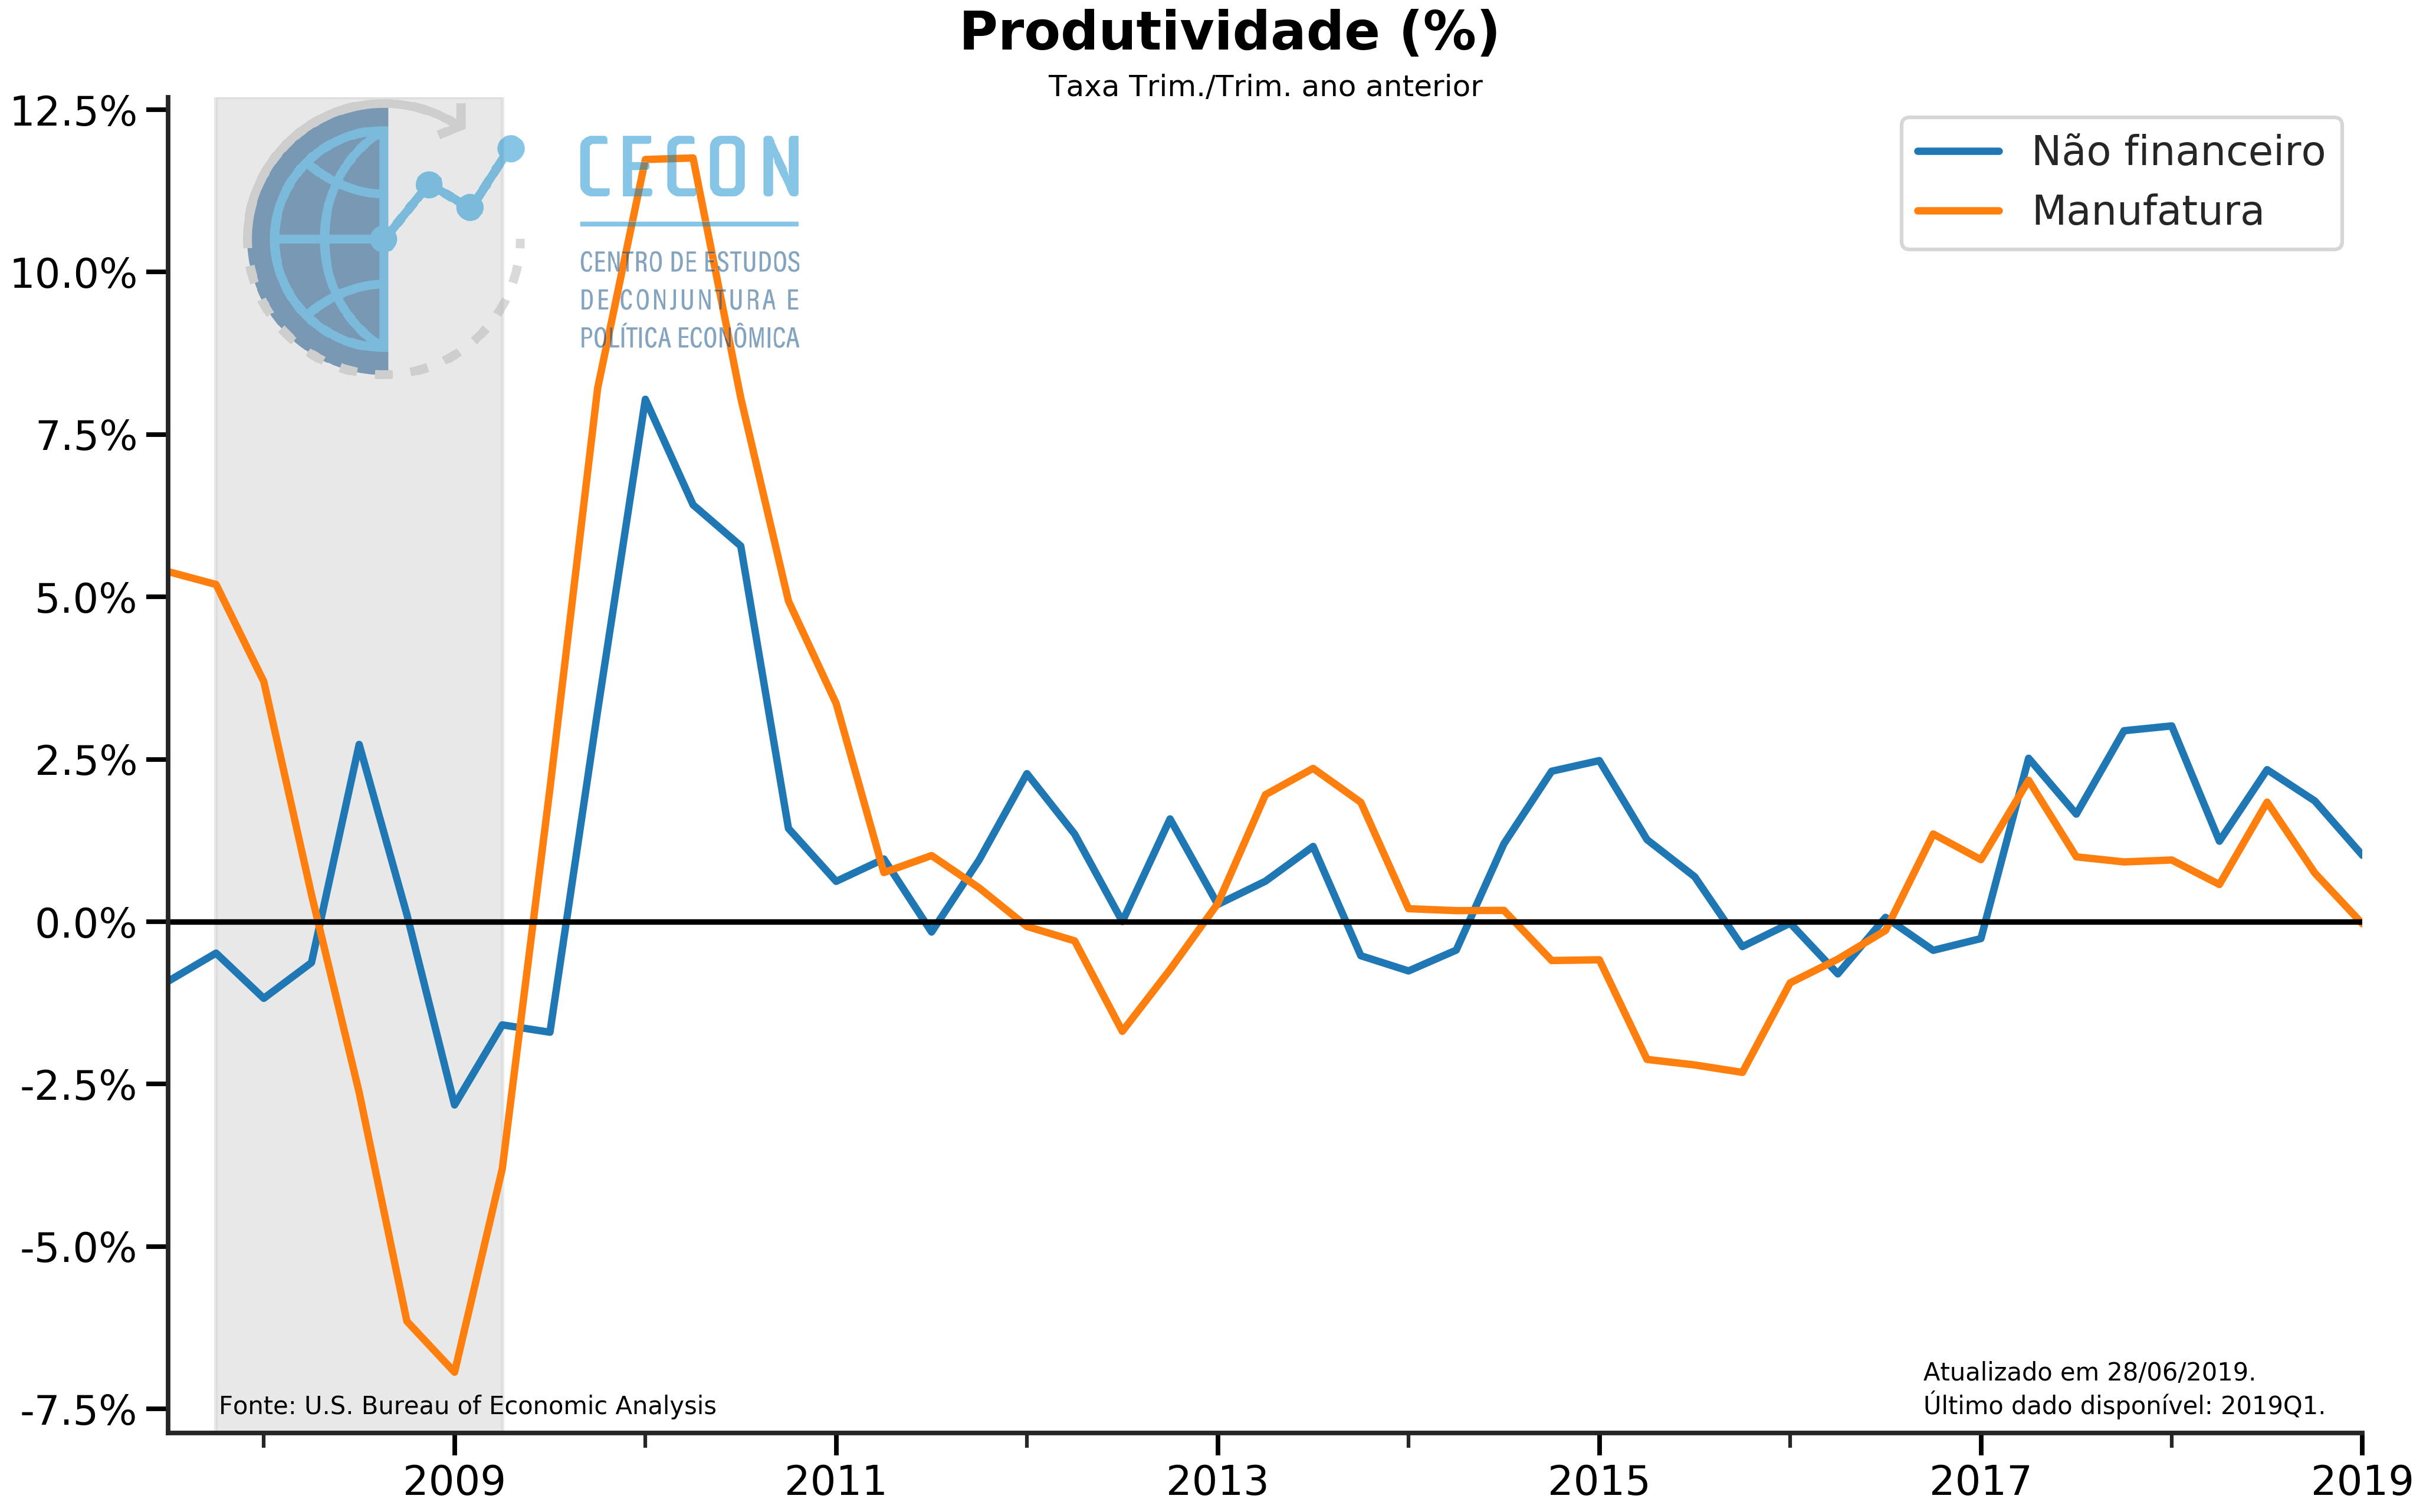 Produtividade (%)
Taxa Trim./Trim. ano anterior
12.5%
10.0%
7.5%
5.0%
2.5%
0.0%
-2.5%
-5.0%
-7.5%
CECON
CENTRO DE ESTUDOS
DE CONJUNTURA E
POLÍTICA ECONÔMICA
Não financeiro
Manufatura
Fonte: U.S. Bureau of Economic Analysis
Atualizado em 28/06/2019.
Último dado disponível: 2019Q1.
2009 2011 2013 2015 2017 2019